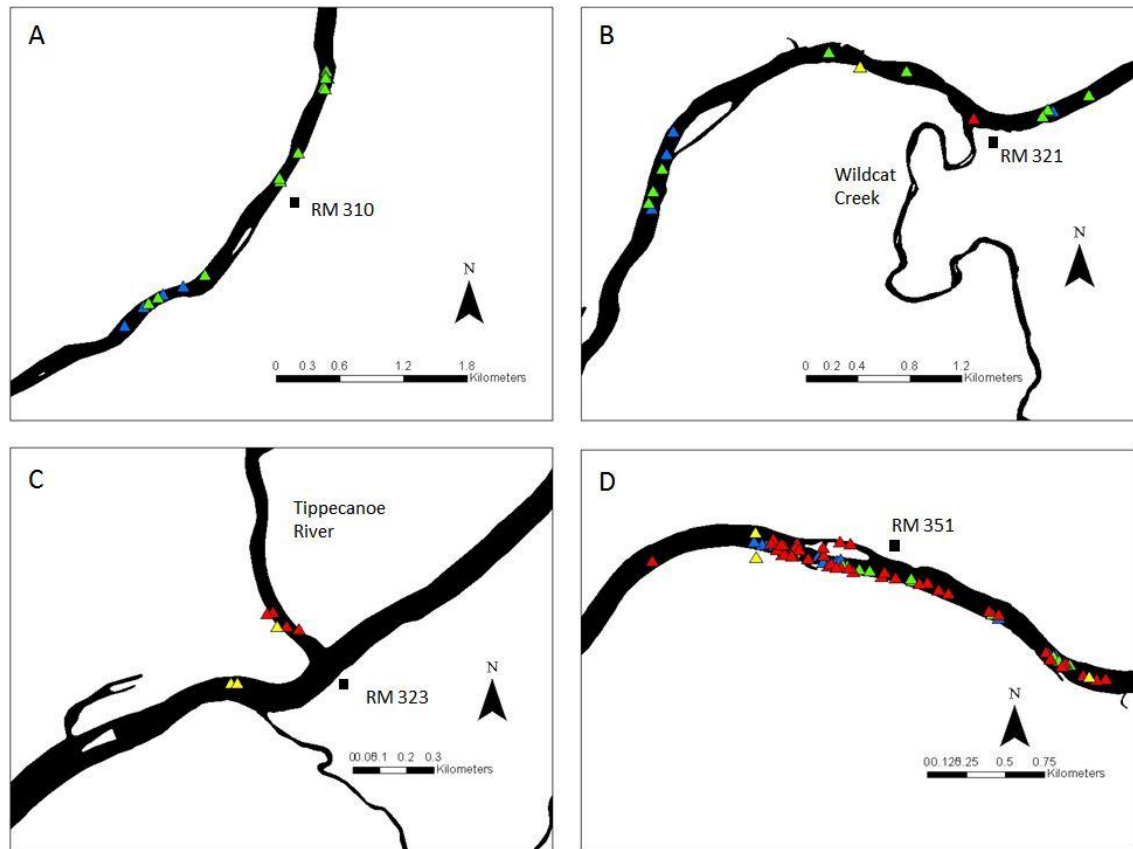 A
RM 310
N
0 0.3 0.6 1.2 1.8
Kilometers
B
Wildcat
Creek
RM 321
N
0 0.2 0.4 0.8 1.2
Kilometers
C
Tippecanoe
River
RM 323
N
0.1 0.2 0.3
Kilometers
D
RM 351
N
0.5 0.75
Kilometers